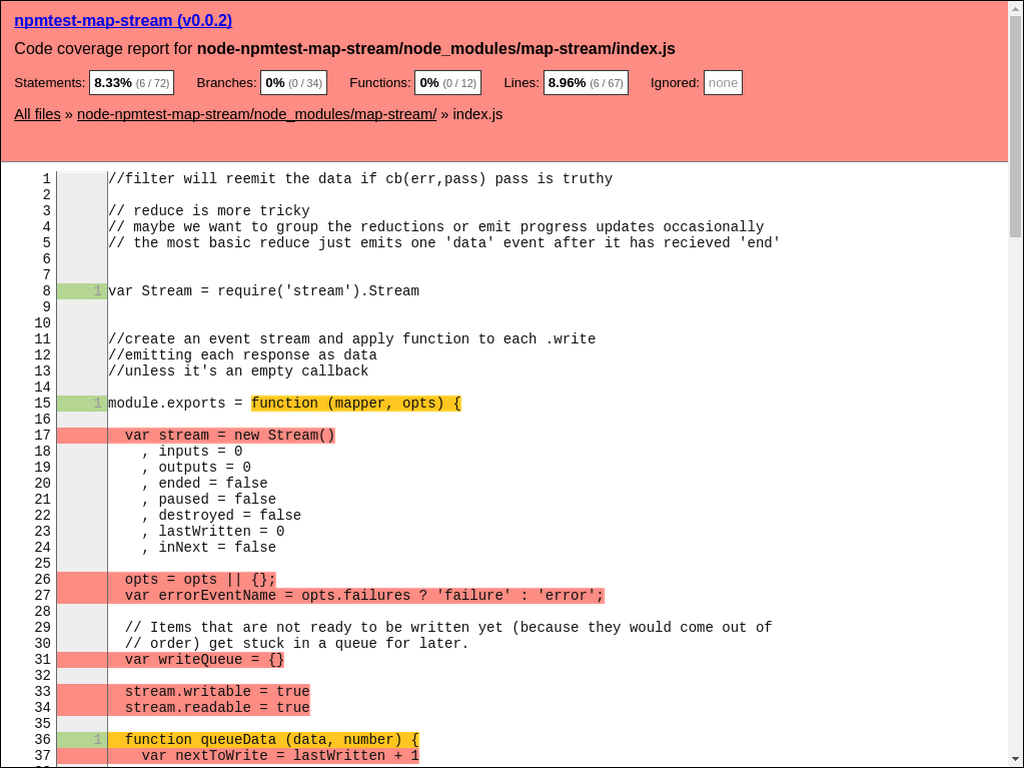 npmtest-map-stream (v0.0.2)
Code coverage report for node-npmtest-map-stream/node_modules/map-stream/index.js
Statements: 8.33% (6 / 72) Branches: 0% (0 / 34) Functions: 0% (0 / 12) Lines: 8.96% (6 / 67) Ignored: none
All files » node-npmtest-map-stream/node_modules/map-stream/ » index.js
1 //filter will reemit the data if cb(err,pass) pass is truthy
2
3 // reduce is more tricky
4 // maybe we want to group the reductions or emit progress updates occasionally
5 // the most basic reduce just emits one 'data' event after it has recieved 'end'
6
7
8 1 var Stream = require('stream').Stream
9
10
11 //create an event stream and apply function to each .write
12 //emitting each response as data
13 //unless it's an empty callback
14
15 1 module.exports = function (mapper, opts) {
16
17 var stream = new Stream()
18 , inputs = 0
19 , outputs = 0
20 , ended = false
21 , paused = false
22 , destroyed = false
23 , lastWritten = 0
24 , inNext = false
25
26 opts = opts || {};
27 var errorEventName = opts.failures ? 'failure' : 'error';
28
29 // Items that are not ready to be written yet (because they would come out of
30 // order) get stuck in a queue for later.
31 var writeQueue = {}
32
33 stream.writable = true
34 stream.readable = true
35
36 1 function queueData (data, number) {
37 var nextToWrite = lastWritten + 1